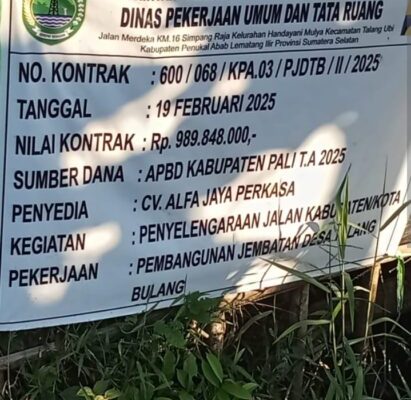 DINAS PEKERJAAN UMUM DAN TATA RUANG
Jalan Merdeka KM.16 Simpang Raja Kelurahan Handayani Mulya Kecamatan Talang Ubi
Kabupaten Penukal Abab Lematang Ilir Provinsi Sumatera Selatan
NO. KONTRAK : 600 / 068 / KPA.03 / PJDTB / II / 2025
TANGGAL : 19 FEBRUARI 2025
NILAI KONTRAK : Rp. 989.848.000,-
SUMBER DANA : APBD KABUPATEN PALI T.A 2025
PENYEDIA : CV. ALFA JAYA PERKASA
KEGIATAN : PENYELENGARAAN JALAN KABUPATEN/KOTA
PEKERJAAN : PEMBANGUNAN JEMBATAN DESA TALANG
BULANG